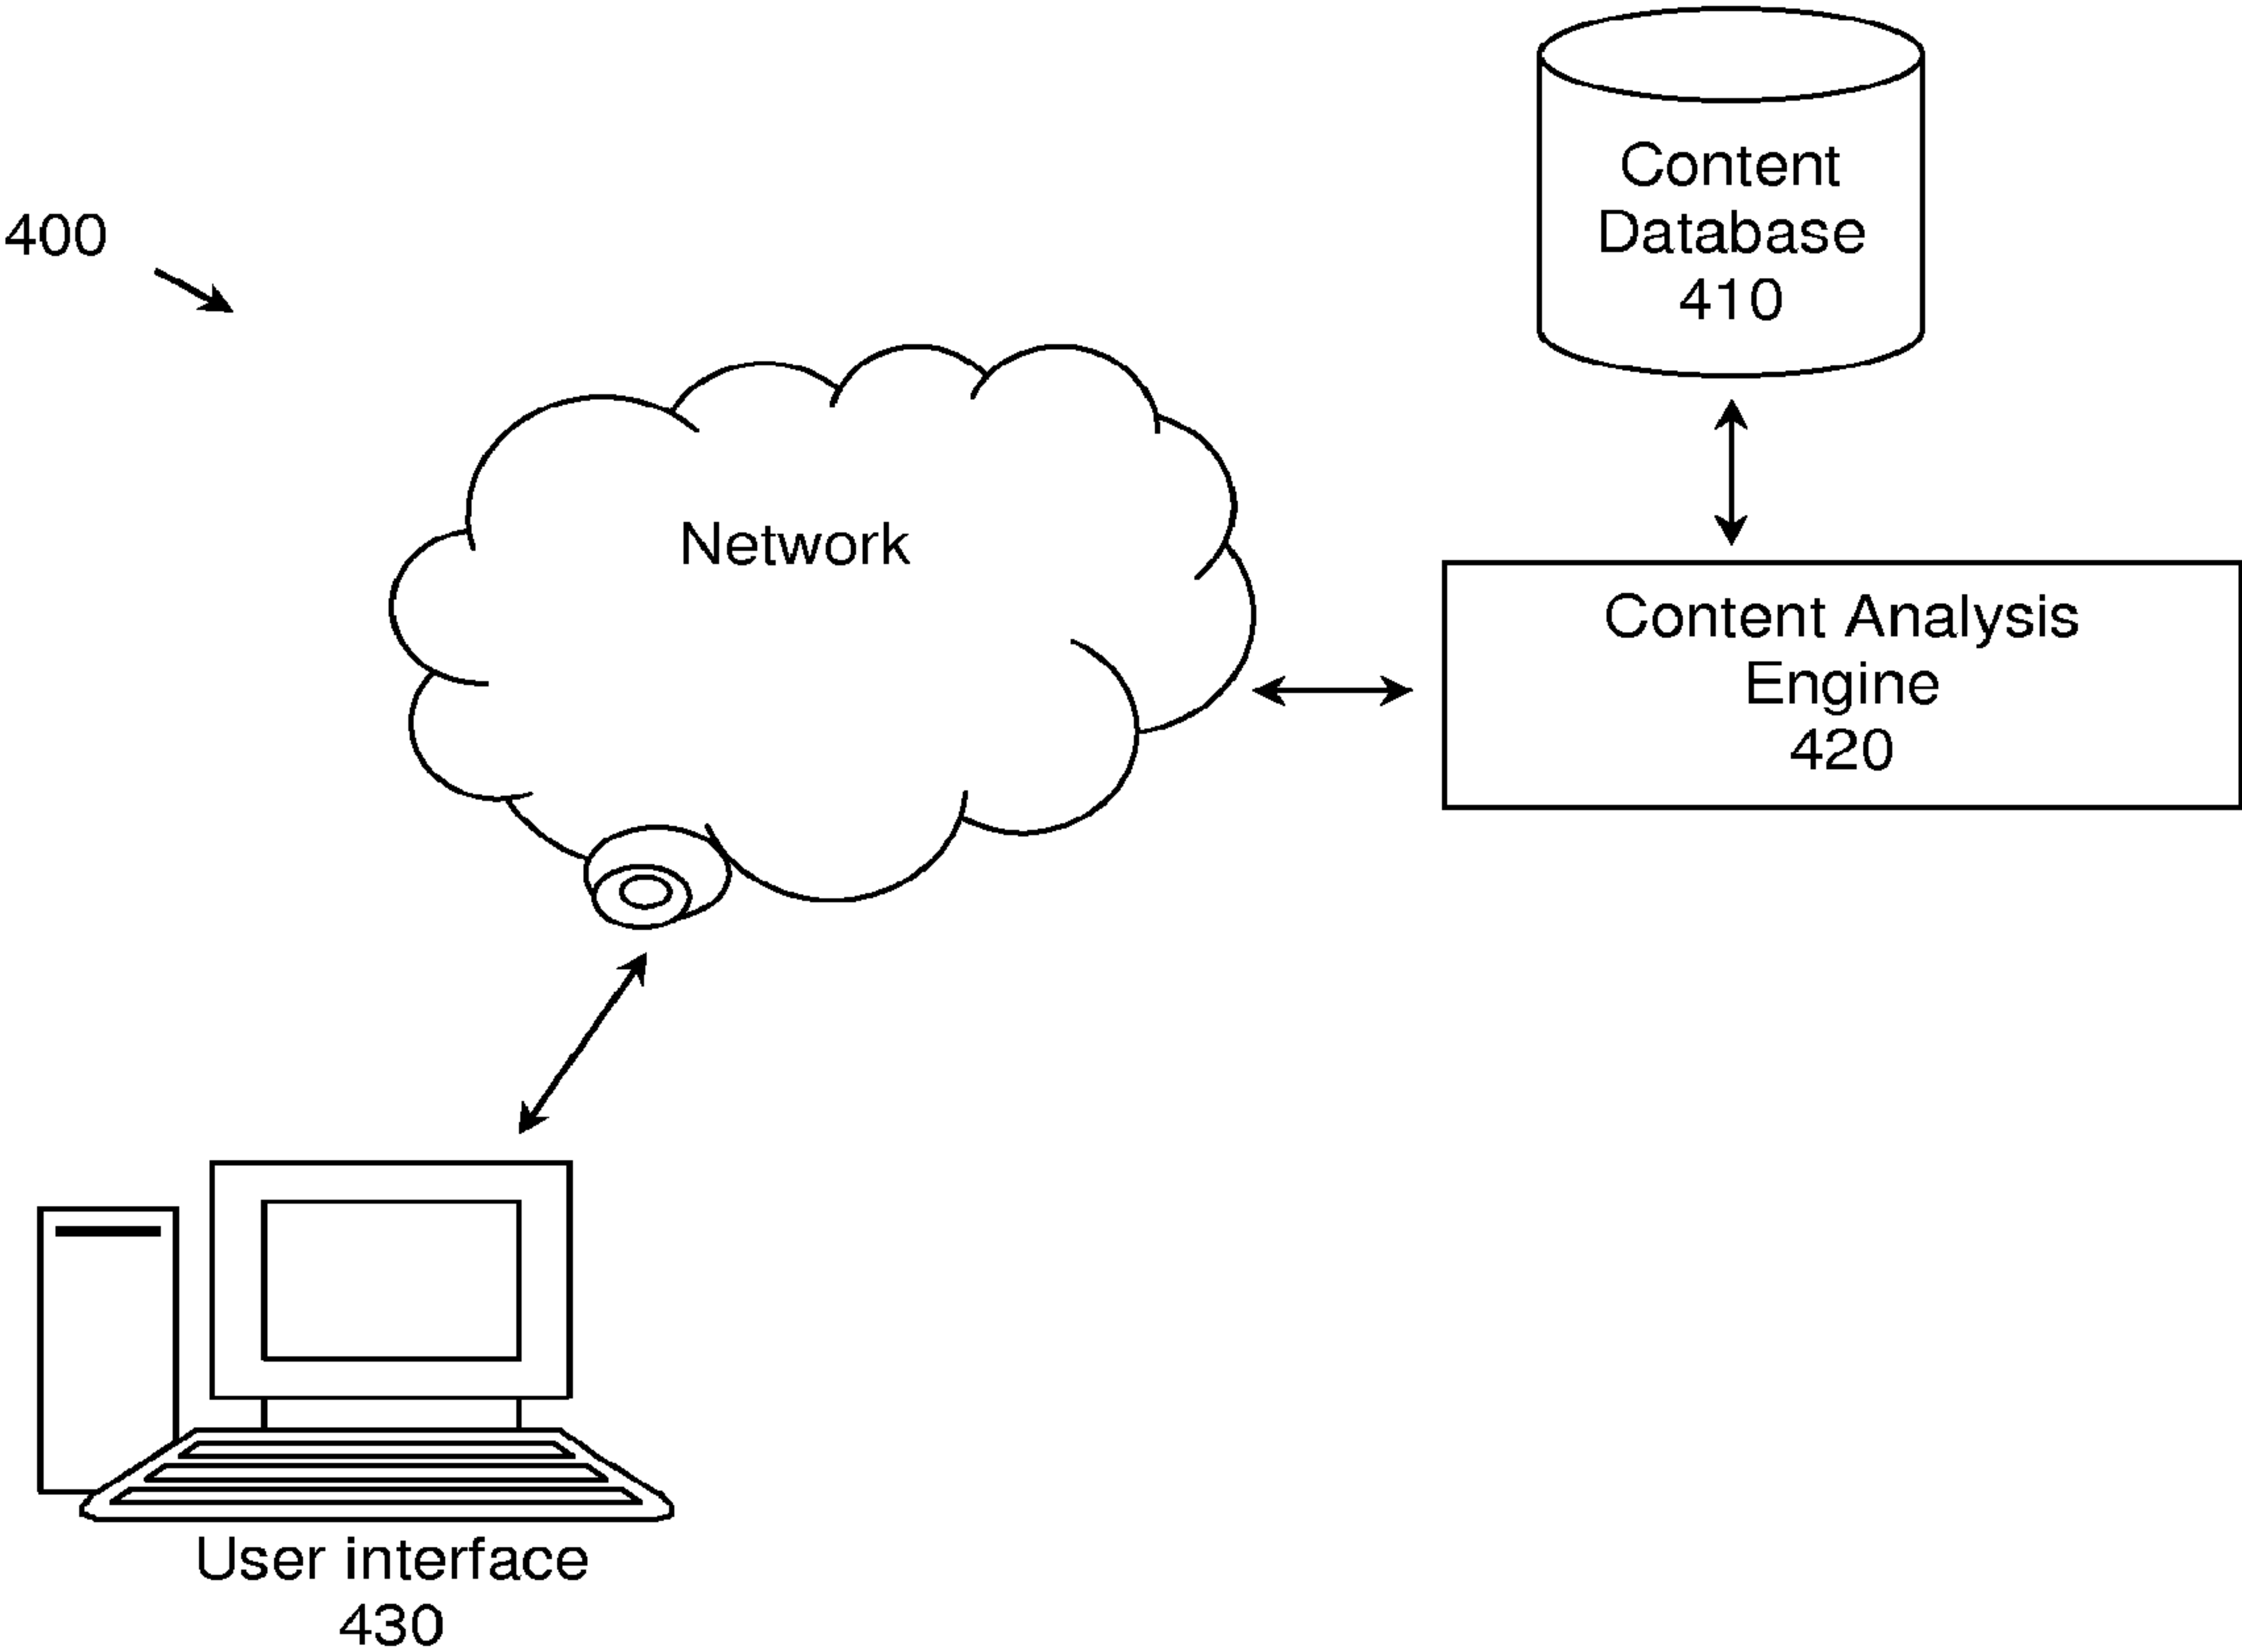 Content
Database
410
400
Network
Content Analysis
Engine
420
User interface
430